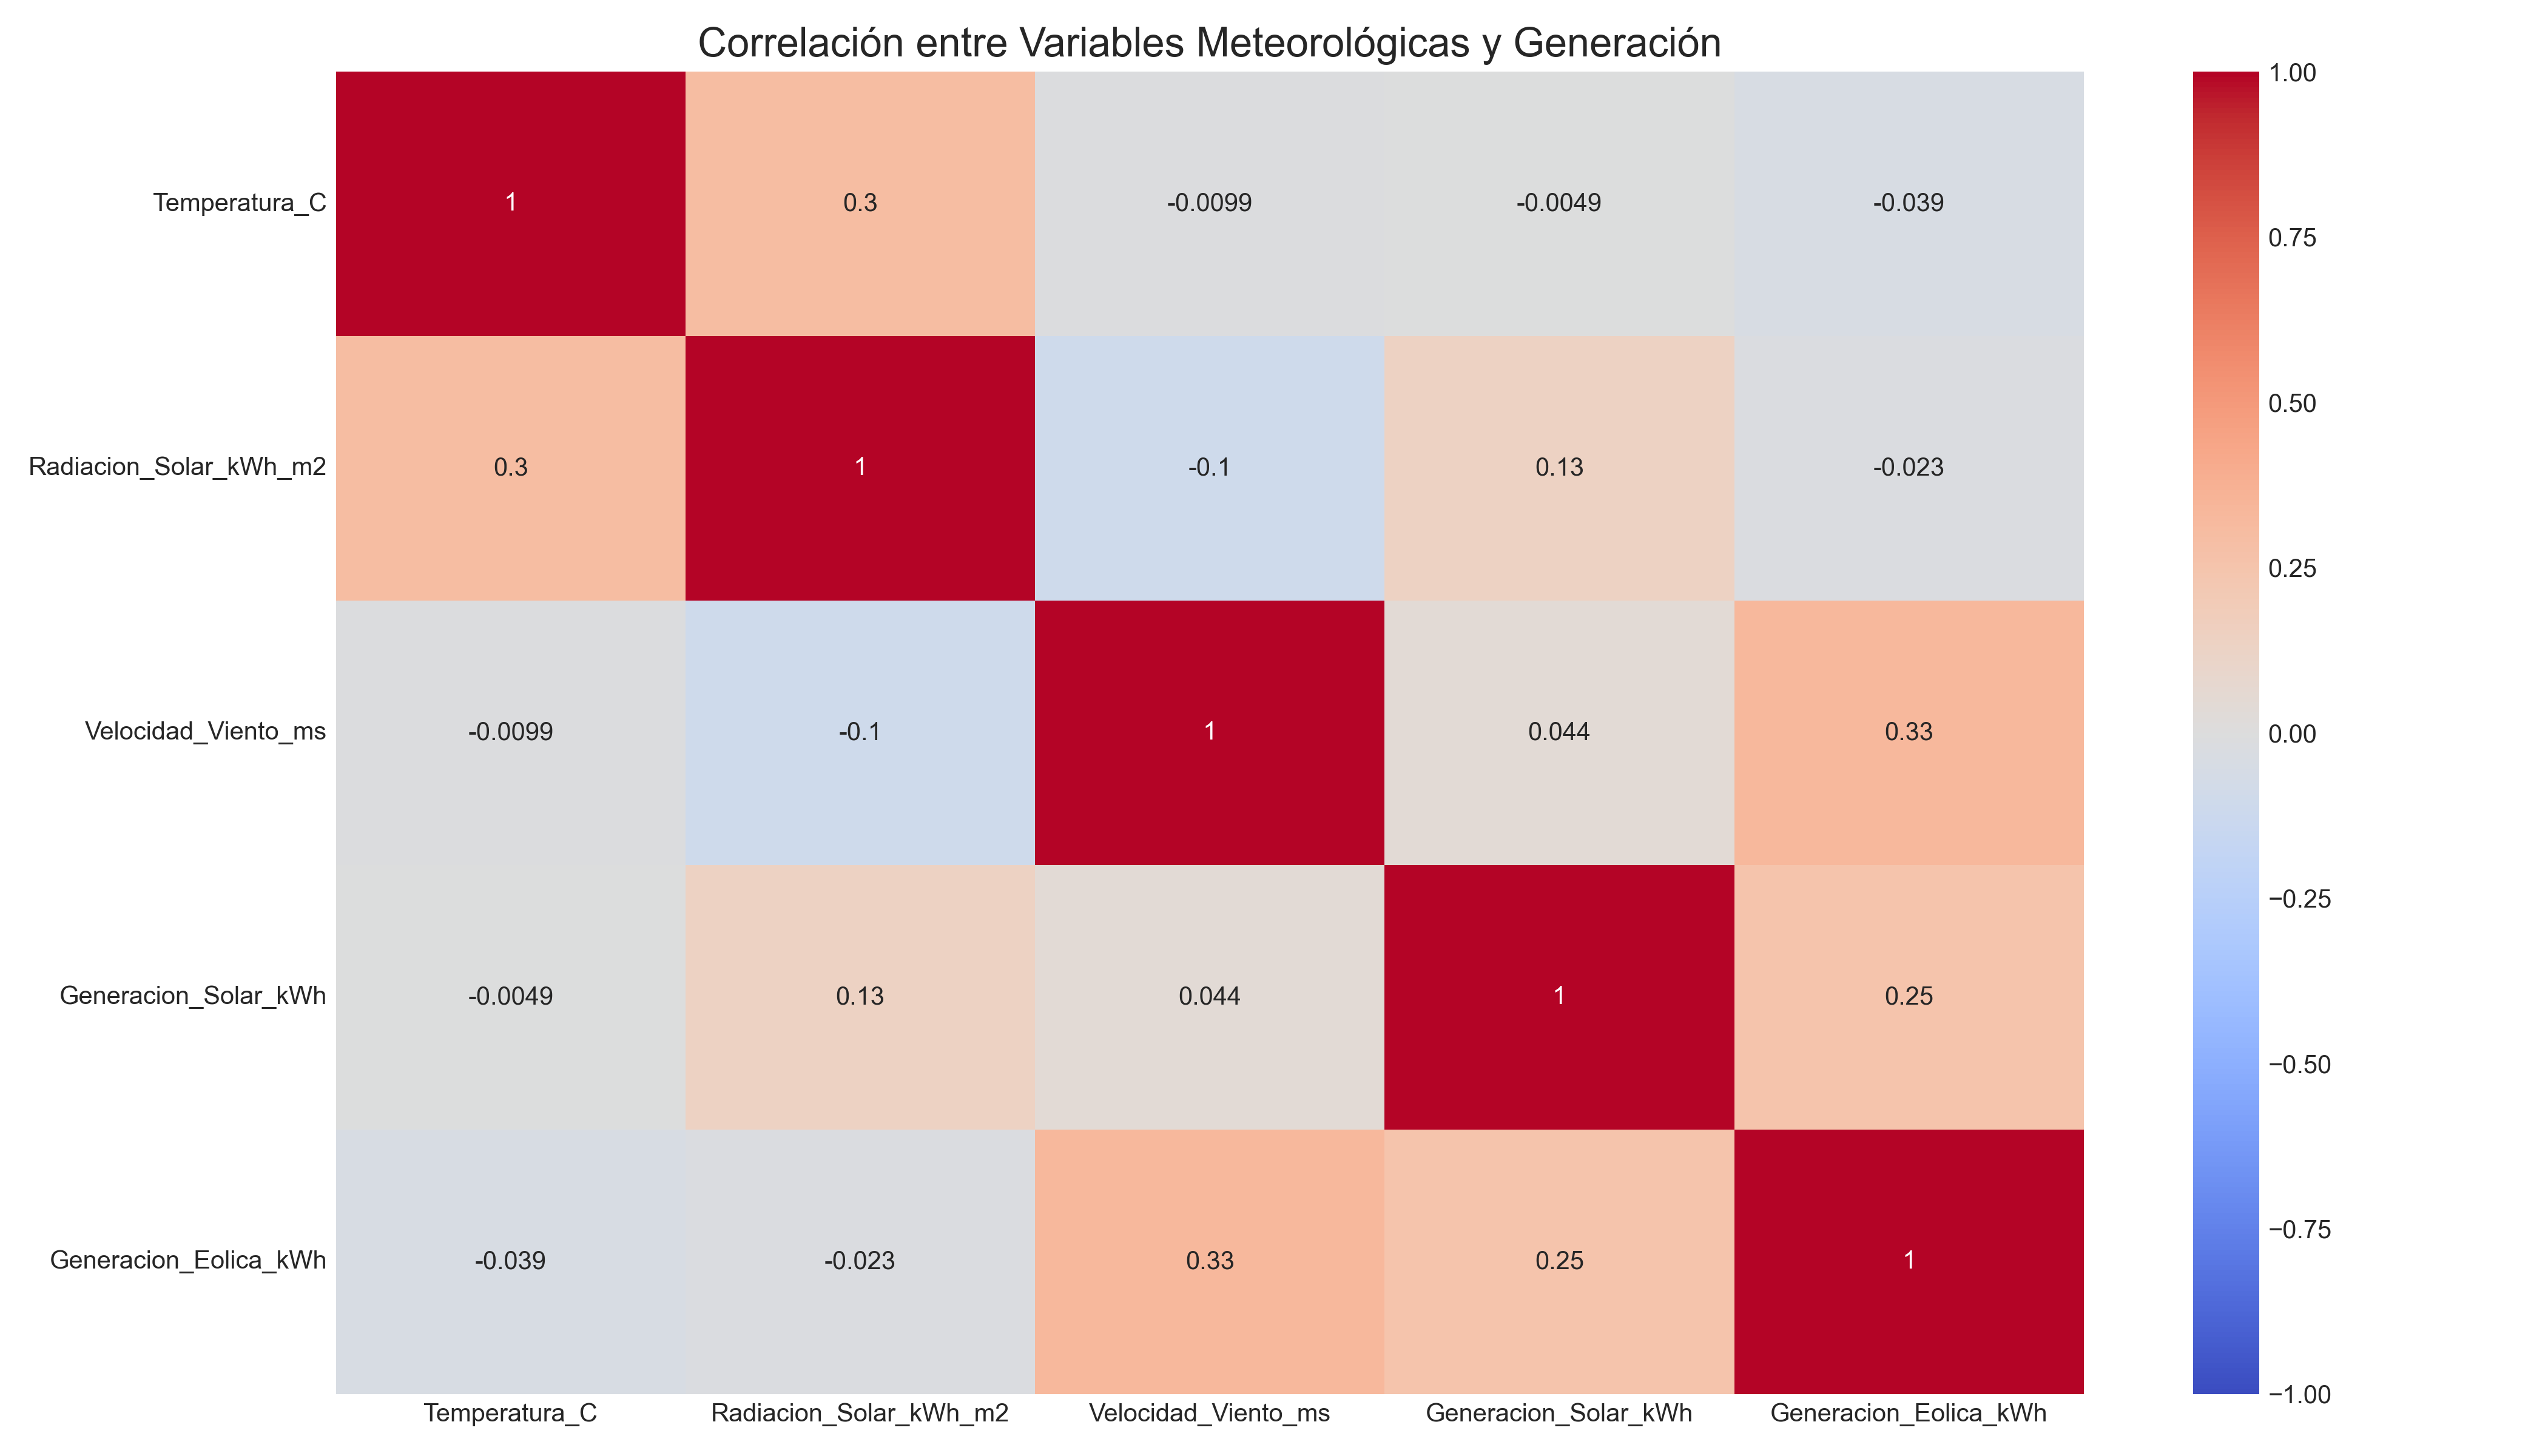 Correlación entre Variables Meteorológicas y Generación
Temperatura_C 1 0.3 -0.0099 -0.0049 -0.039
Radiacion_Solar_kWh_m2 0.3 1 -0.1 0.13 -0.023
Velocidad_Viento_ms -0.0099 -0.1 1 0.044 0.33
Generacion_Solar_kWh -0.0049 0.13 0.044 1 0.25
Generacion_Eolica_kWh -0.039 -0.023 0.33 0.25 1
Temperatura_C Radiacion_Solar_kWh_m2 Velocidad_Viento_ms Generacion_Solar_kWh Generacion_Eolica_kWh
1.00
0.75
0.50
0.25
0.00
−0.25
−0.50
−0.75
−1.00